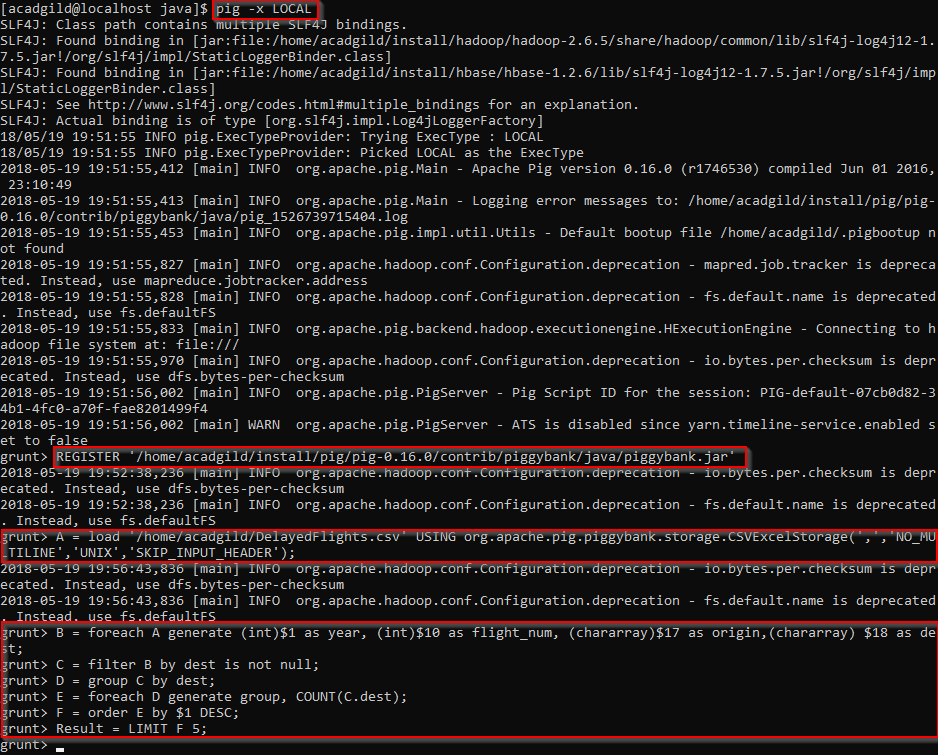 [acadgild@localhost java]$ pig -x LOCAL
SLF4J: Class path contains multiple SLF4J bindings.
SLF4J: Found binding in [jar:file:/home/acadgild/install/hadoop/hadoop-2.6.5/share/hadoop/common/lib/slf4j-log4j12-1.
7.5.jar!/org/slf4j/impl/StaticLoggerBinder.class]
SLF4J: Found binding in [jar:file:/home/acadgild/install/hbase/hbase-1.2.6/lib/slf4j-log4j12-1.7.5.jar!/org/slf4j/imp
l/StaticLoggerBinder.class]
SLF4J: See http://www.slf4j.org/codes.html#multiple_bindings for an explanation.
SLF4J: Actual binding is of type [org.slf4j.impl.Log4jLoggerFactory]
18/05/19 19:51:55 INFO pig.ExecTypeProvider: Trying ExecType : LOCAL
18/05/19 19:51:55 INFO pig.ExecTypeProvider: Picked LOCAL as the ExecType
2018-05-19 19:51:55,412 [main] INFO  org.apache.pig.Main - Apache Pig version 0.16.0 (r1746530) compiled Jun 01 2016,
 23:10:49
2018-05-19 19:51:55,413 [main] INFO  org.apache.pig.Main - Logging error messages to: /home/acadgild/install/pig/pig-
0.16.0/contrib/piggybank/java/pig_1526739715404.log
2018-05-19 19:51:55,453 [main] INFO  org.apache.pig.impl.util.Utils - Default bootup file /home/acadgild/.pigbootup n
ot found
2018-05-19 19:51:55,827 [main] INFO  org.apache.hadoop.conf.Configuration.deprecation - mapred.job.tracker is depreca
ted. Instead, use mapreduce.jobtracker.address
2018-05-19 19:51:55,828 [main] INFO  org.apache.hadoop.conf.Configuration.deprecation - fs.default.name is deprecated
. Instead, use fs.defaultFS
2018-05-19 19:51:55,833 [main] INFO  org.apache.pig.backend.hadoop.executionengine.HExecutionEngine - Connecting to h
adoop file system at: file:///
2018-05-19 19:51:55,970 [main] INFO  org.apache.hadoop.conf.Configuration.deprecation - io.bytes.per.checksum is depr
ecated. Instead, use dfs.bytes-per-checksum
2018-05-19 19:51:56,002 [main] INFO  org.apache.pig.PigServer - Pig Script ID for the session: PIG-default-07cb0d82-3
4b1-4fc0-a70f-fae8201499f4
2018-05-19 19:51:56,002 [main] WARN  org.apache.pig.PigServer - ATS is disabled since yarn.timeline-service.enabled s
et to false
grunt> REGISTER '/home/acadgild/install/pig/pig-0.16.0/contrib/piggybank/java/piggybank.jar'
2018-05-19 19:52:38,236 [main] INFO  org.apache.hadoop.conf.Configuration.deprecation - io.bytes.per.checksum is depr
ecated. Instead, use dfs.bytes-per-checksum
2018-05-19 19:52:38,236 [main] INFO  org.apache.hadoop.conf.Configuration.deprecation - fs.default.name is deprecated
. Instead, use fs.defaultFS
grunt> A = load '/home/acadgild/DelayedFlights.csv' USING org.apache.pig.piggybank.storage.CSVExcelStorage(',','NO_MU
LTILINE','UNIX','SKIP_INPUT_HEADER');
2018-05-19 19:56:43,836 [main] INFO  org.apache.hadoop.conf.Configuration.deprecation - io.bytes.per.checksum is depr
ecated. Instead, use dfs.bytes-per-checksum
2018-05-19 19:56:43,836 [main] INFO  org.apache.hadoop.conf.Configuration.deprecation - fs.default.name is deprecated
. Instead, use fs.defaultFS
grunt> B = foreach A generate (int)$1 as year, (int)$10 as flight_num, (chararray)$17 as origin,(chararray) $18 as de
st;
grunt> C = filter B by dest is not null;
grunt> D = group C by dest;
grunt> E = foreach D generate group, COUNT(C.dest);
grunt> F = order E by $1 DESC;
grunt> Result = LIMIT F 5;
grunt>